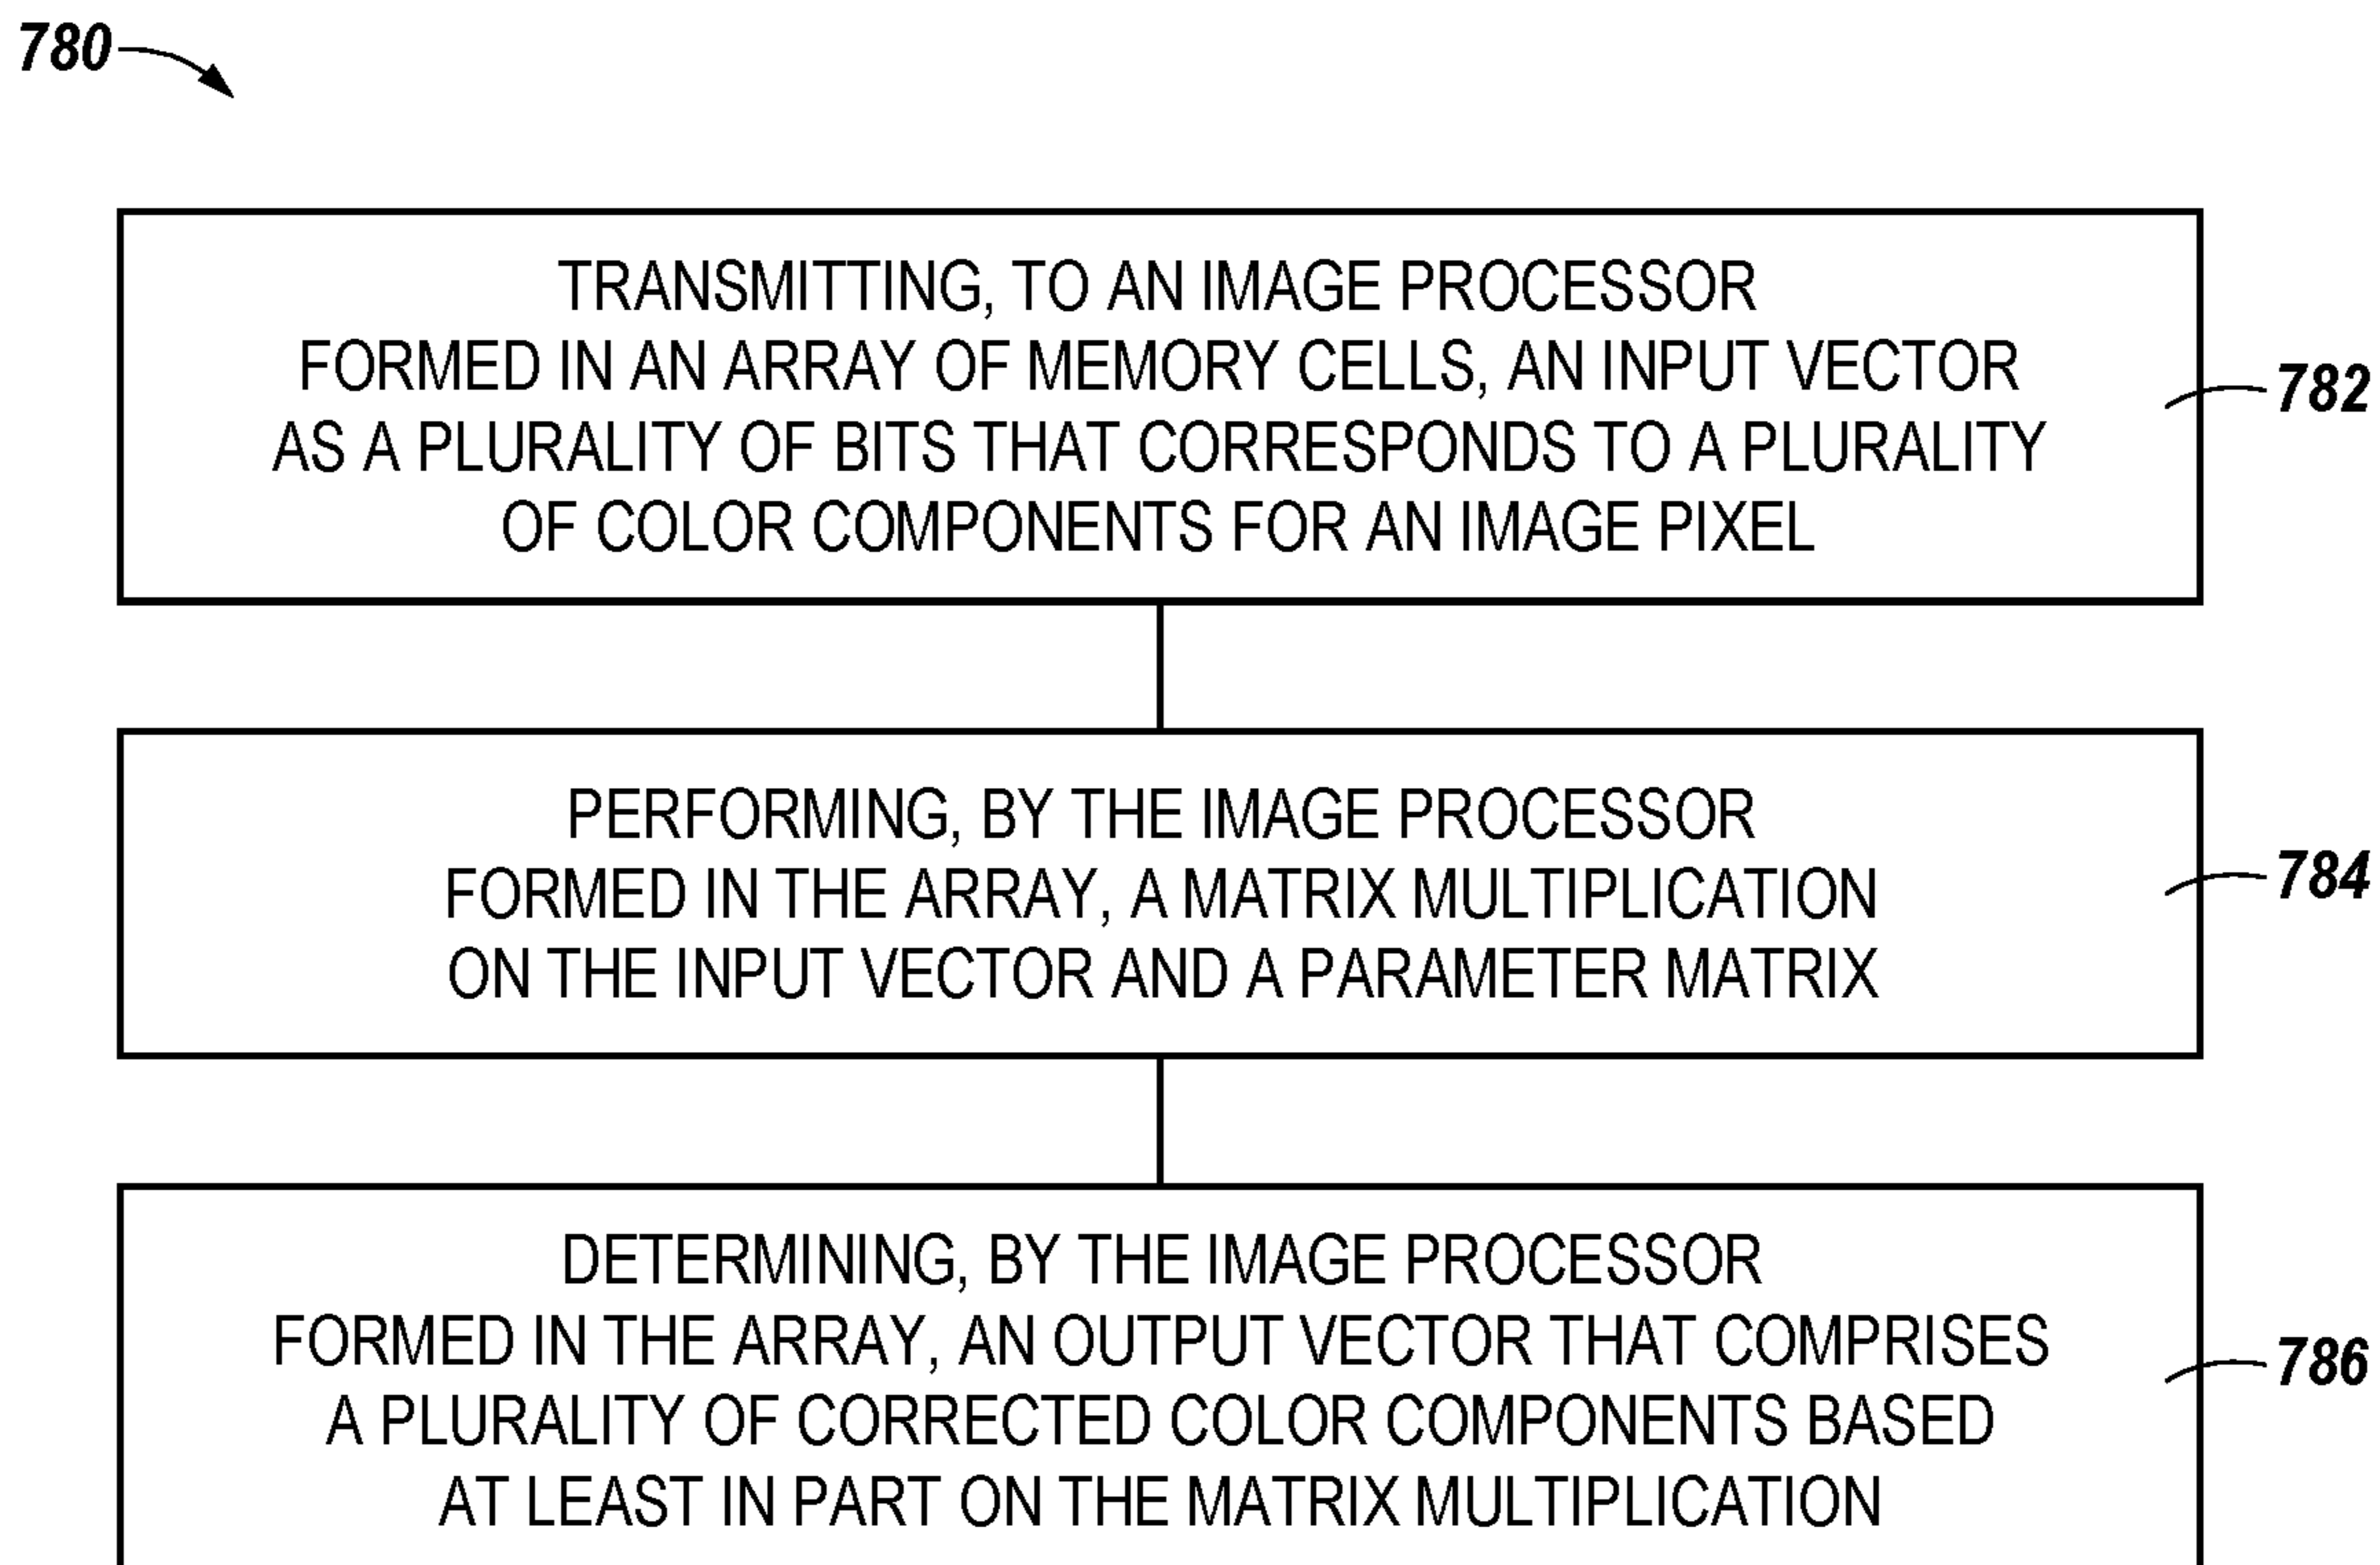 780
TRANSMITTING, TO AN IMAGE PROCESSOR
FORMED IN AN ARRAY OF MEMORY CELLS, AN INPUT VECTOR
AS A PLURALITY OF BITS THAT CORRESPONDS TO A PLURALITY
OF COLOR COMPONENTS FOR AN IMAGE PIXEL
782
PERFORMING, BY THE IMAGE PROCESSOR
FORMED IN THE ARRAY, A MATRIX MULTIPLICATION
ON THE INPUT VECTOR AND A PARAMETER MATRIX
784
DETERMINING, BY THE IMAGE PROCESSOR
FORMED IN THE ARRAY, AN OUTPUT VECTOR THAT COMPRISES
A PLURALITY OF CORRECTED COLOR COMPONENTS BASED
AT LEAST IN PART ON THE MATRIX MULTIPLICATION
786